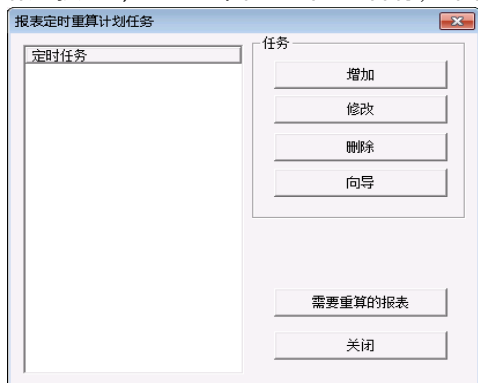 报表定时重算计划任务
定时任务
任务
增加
修改
删除
向导
需要重算的报表
关闭